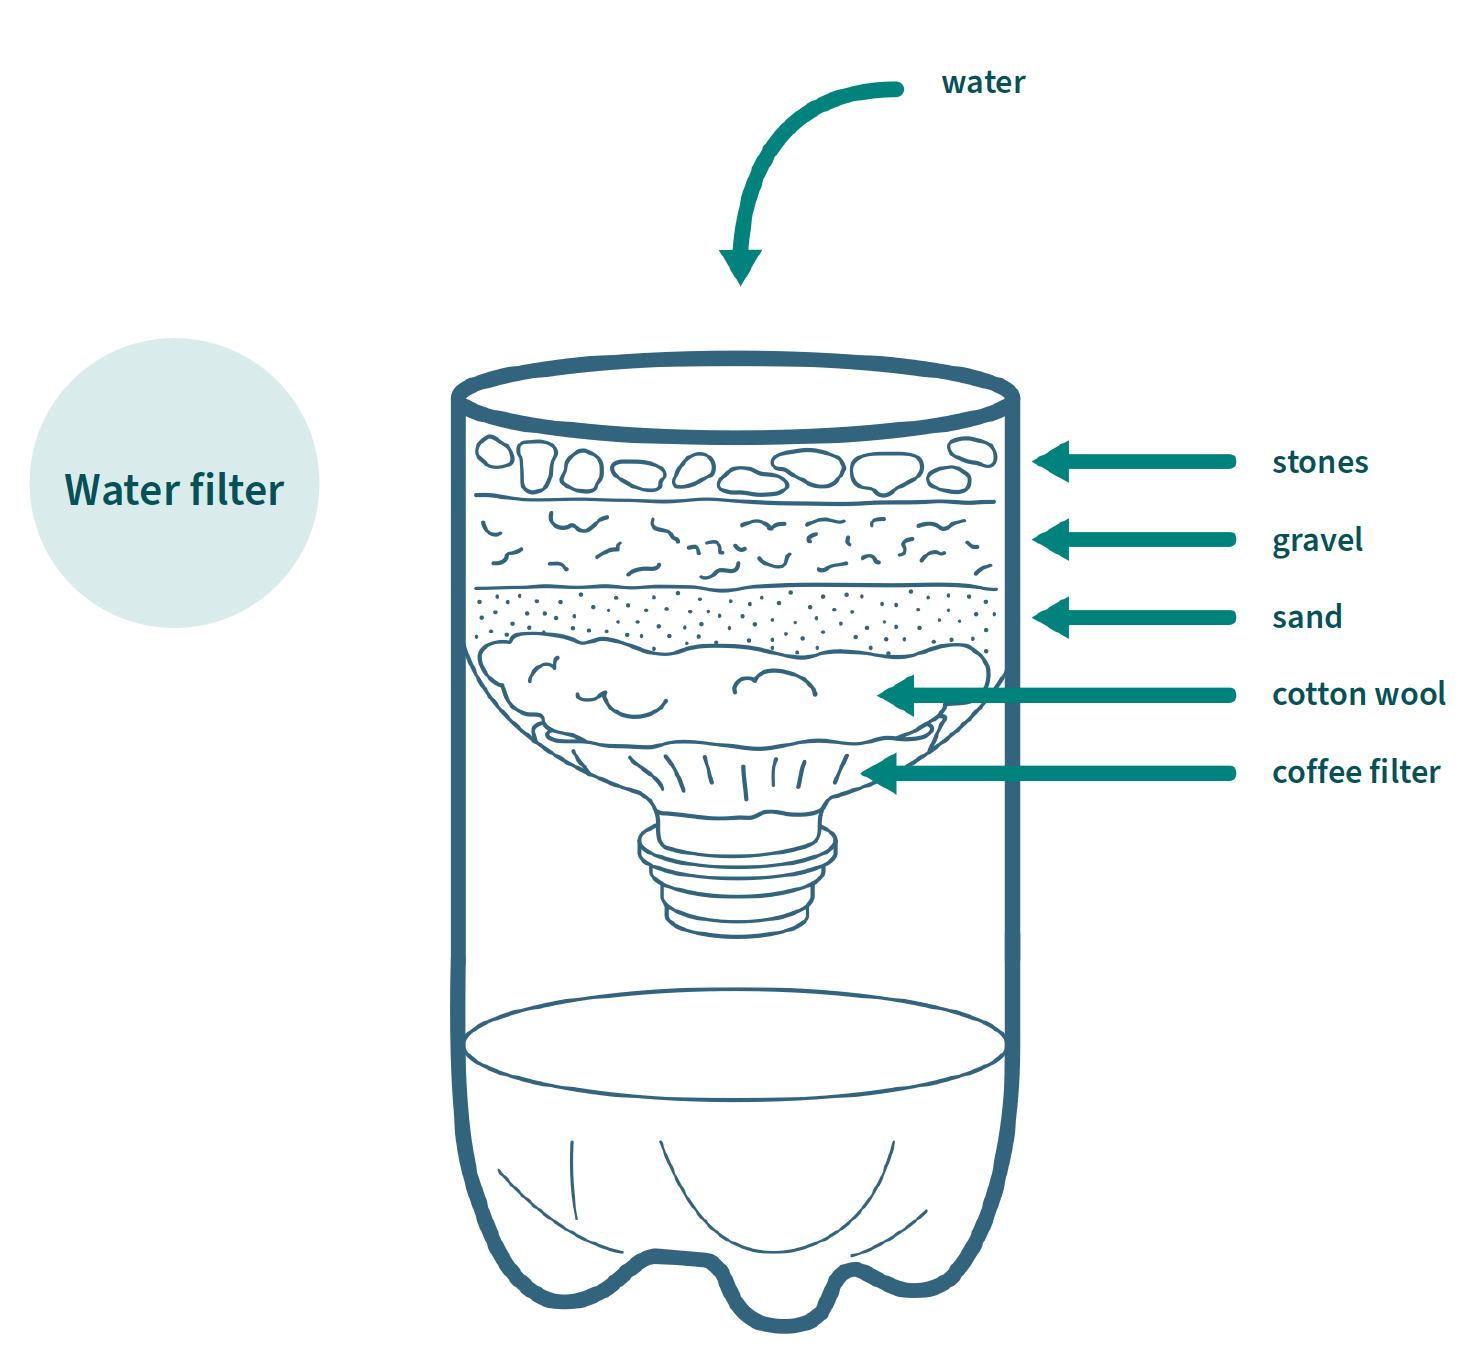 water
Water filter
stones
gravel
sand
cotton wool
coffee filter